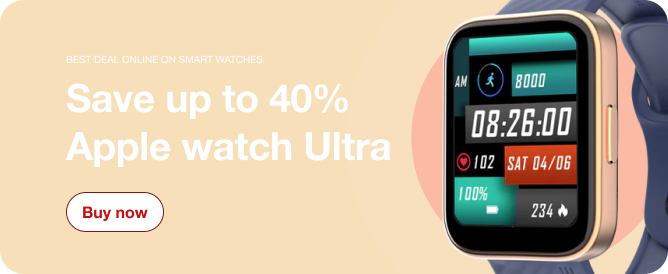 BEST DEAL ONLINE ON SMART WATCHES
Save up to 40%
Apple watch Ultra
Buy now
AM
8000
08:26:00
102
SAT 04/06
100%
234